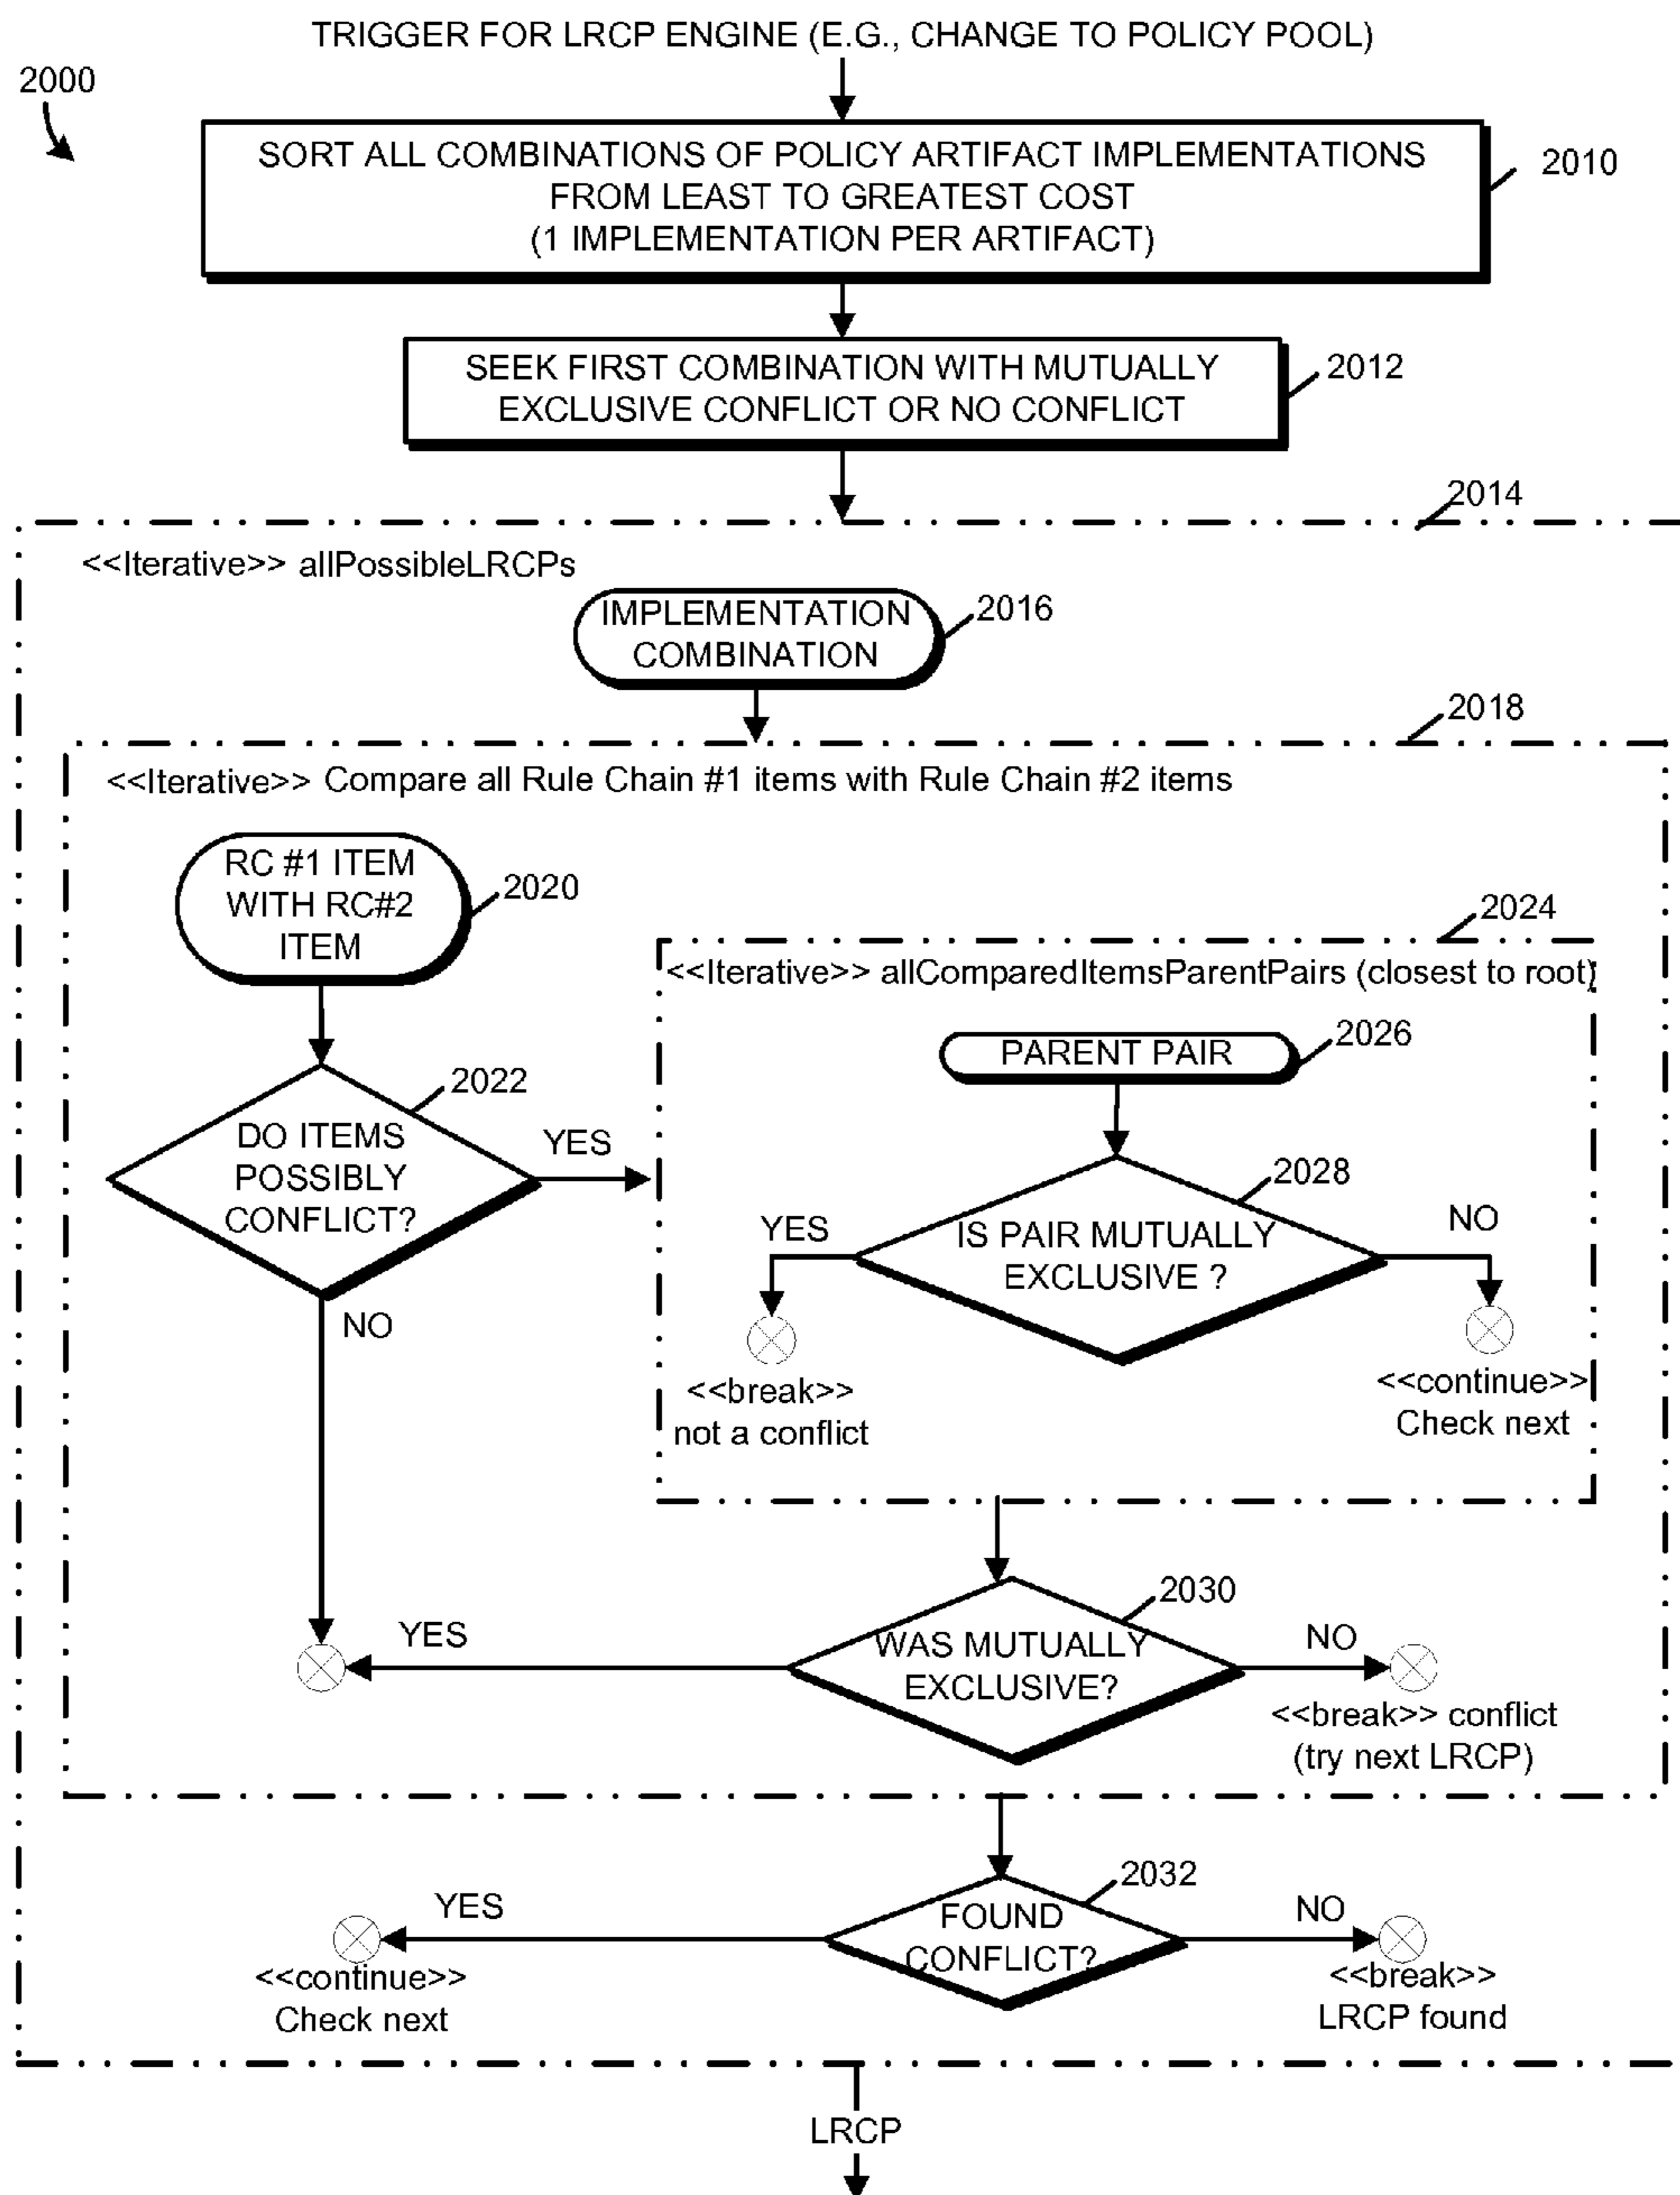 TRIGGER FOR LRCP ENGINE (E.G., CHANGE TO POLICY POOL)
2000
SORT ALL COMBINATIONS OF POLICY ARTIFACT IMPLEMENTATIONS
FROM LEAST TO GREATEST COST
(1 IMPLEMENTATION PER ARTIFACT)
2010
SEEK FIRST COMBINATION WITH MUTUALLY
EXCLUSIVE CONFLICT OR NO CONFLICT
2012
2014
<<Iterative>> allPossibleLRCPs
IMPLEMENTATION
COMBINATION
2016
2018
<<Iterative>> Compare all Rule Chain #1 items with Rule Chain #2 items
RC #1 ITEM
WITH RC#2
ITEM
2020
2024
<<Iterative>> allComparedItemsParentPairs (closest to root)
PARENT PAIR
2026
2022
DO ITEMS
POSSIBLY
CONFLICT?
YES
NO
2028
IS PAIR MUTUALLY
EXCLUSIVE ?
YES
NO
<<break>>
not a conflict
<<continue>>
Check next
2030
WAS MUTUALLY
EXCLUSIVE?
YES
NO
<<break>> conflict
(try next LRCP)
2032
FOUND
CONFLICT?
YES
NO
<<continue>>
Check next
<<break>>
LRCP found
LRCP